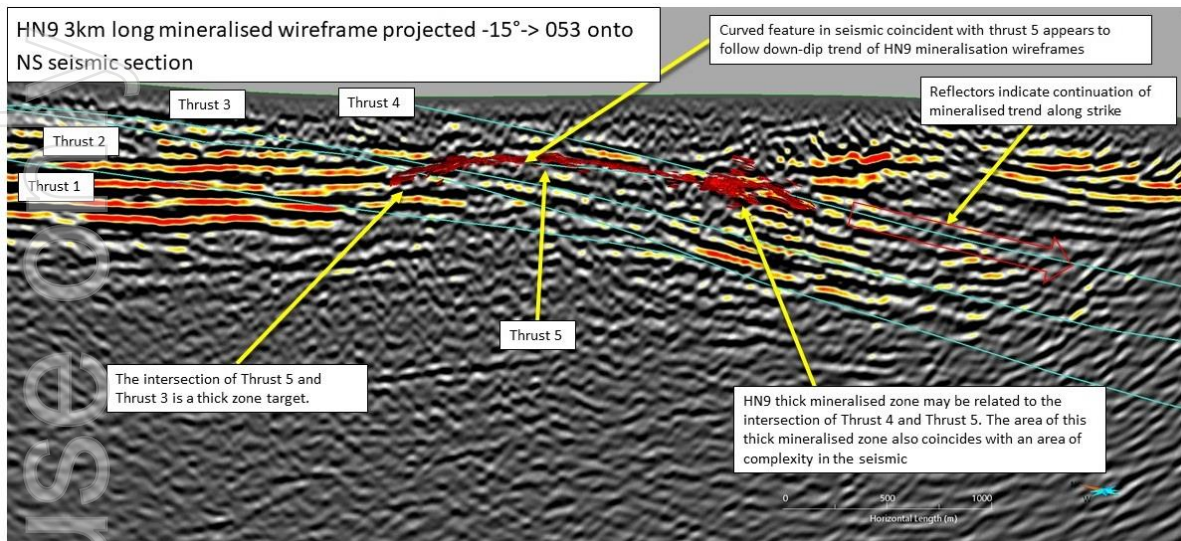 HN9 3km long mineralised wireframe projected -15°-> 053 onto
NS seismic section
Curved feature in seismic coincident with thrust 5 appears to
follow down-dip trend of HN9 mineralisation wireframes
Reflectors indicate continuation of
mineralised trend along strike
Thrust 3
Thrust 4
Thrust 2
Thrust 1
Thrust 5
The intersection of Thrust 5 and
Thrust 3 is a thick zone target.
HN9 thick mineralised zone may be related to the
intersection of Thrust 4 and Thrust 5. The area of this
thick mineralised zone also coincides with an area of
complexity in the seismic
0 500 1000
Horizontal Length (m)
use only